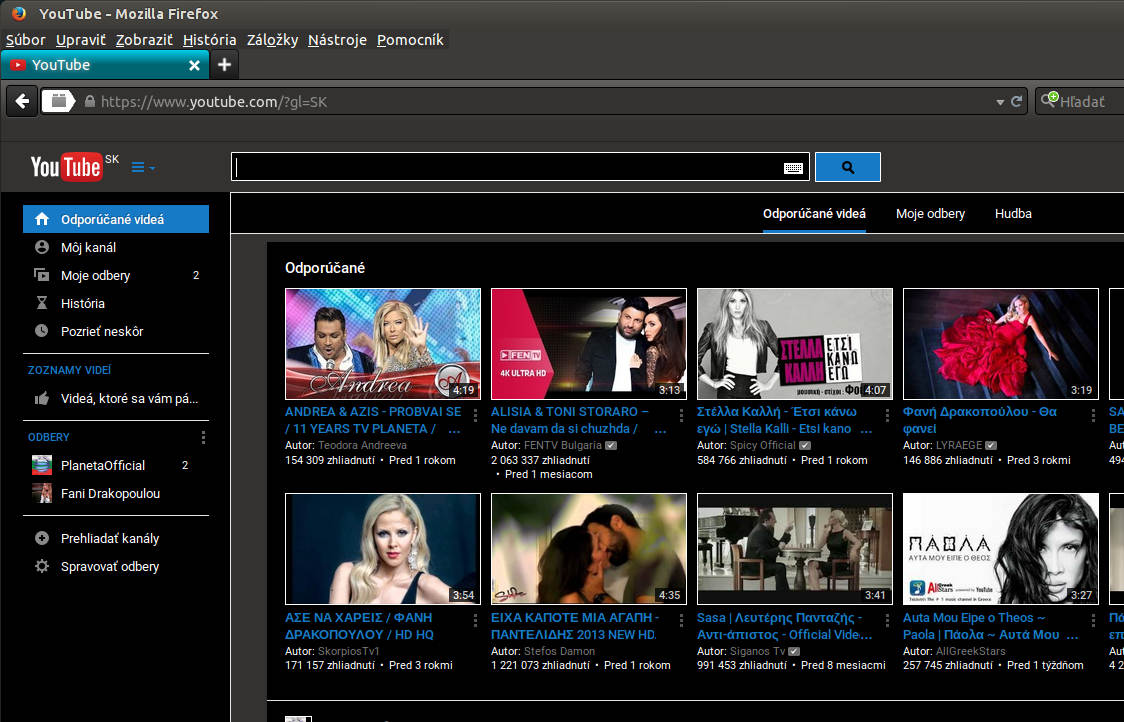 YouTube - Mozilla Firefox
Súbor Upraviť Zobraziť História Záložky Nástroje Pomocník
YouTube
https://www.youtube.com/?gl=SK
Hľadať
YouTube SK
Odporúčané videá
Moje odbery
Hudba
Odporúčané videá
Môj kanál
Moje odbery 2
História
Pozrieť neskôr
ZOZNAMY VIDEÍ
Videá, ktoré sa vám pá...
ODBERY
PlanetaOfficial 2
Fani Drakopoulou
Prehliadať kanály
Spravovať odbery
Odporúčané
Andrea
4:19
ANDREA & AZIS - PROBVAI SE
/ 11 YEARS TV PLANETA / ...
Autor: Teodora Andreeva
154 309 zhliadnutí • Pred 1 rokom
FEN TV
4K ULTRA HD
3:13
ALISIA & TONI STORARO –
Ne davam da si chuzhda / ...
Autor: FENTV Bulgaria
2 063 337 zhliadnutí
• Pred 1 mesiacom
ΣΤΕΛΛΑ ΚΑΛΛΗ
ΕΤΣΙ ΚΑΝΩ ΕΓΩ
4:07
Στέλλα Καλλή - Έτσι κάνω
εγώ | Stella Kalli - Etsi kano ...
Autor: Spicy Official
584 766 zhliadnutí • Pred 1 rokom
3:19
Φανή Δρακοπούλου - Θα
φανεί
Autor: LYRAEGE
146 886 zhliadnutí • Pred 3 rokmi
3:54
ΑΣΕ ΝΑ ΧΑΡΕΙΣ / ΦΑΝΗ
ΔΡΑΚΟΠΟΥΛΟΥ / HD HQ
Autor: SkorpiosTv1
171 157 zhliadnutí • Pred 3 rokmi
4:35
ΕΙΧΑ ΚΑΠΟΤΕ ΜΙΑ ΑΓΑΠΗ -
ΠΑΝΤΕΛΙΔΗΣ 2013 NEW HD
Autor: Stefos Damon
1 221 073 zhliadnutí • Pred 1 rokom
3:41
Sasa | Λευτέρης Πανταζής -
Αντι-άπιστος - Official Vide...
Autor: Siganos Tv
991 453 zhliadnutí • Pred 8 mesiacmi
ΠΑΟΛΑ
ΑΥΤΑ ΜΟΥ ΕΙΠΕ Ο ΘΕΟΣ
AllGreek Stars
powered by YouTube
3:27
Auta Mou Eipe o Theos ~
Paola | Πάολα ~ Αυτά Μου ...
Autor: AllGreekStars
257 745 zhliadnutí • Pred 1 týždňom